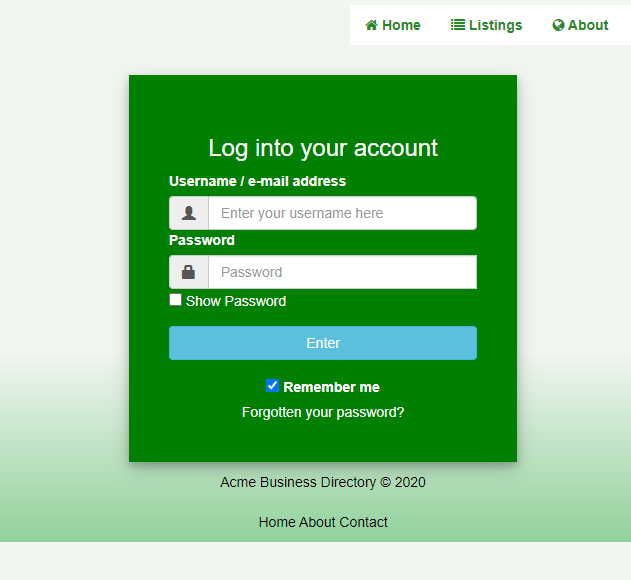 Home Listings About
Log into your account
Username / e-mail address
Enter your username here
Password
Password
Show Password
Enter
Remember me
Forgotten your password?
Acme Business Directory © 2020
Home About Contact